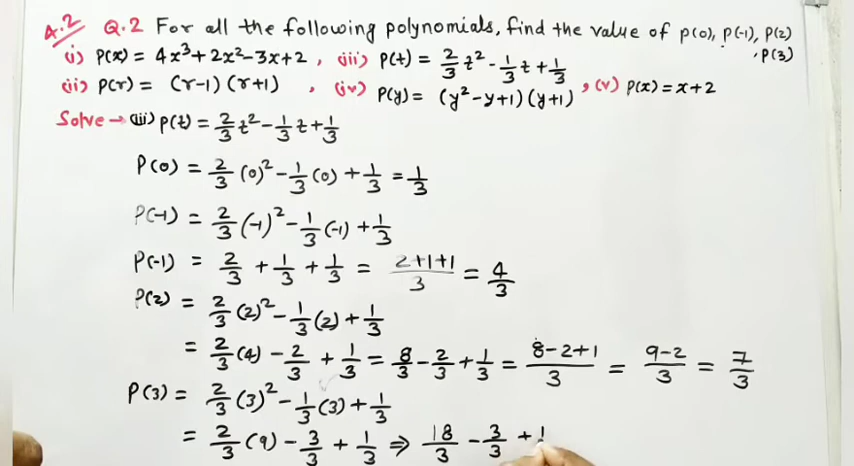 A.2 Q.2 For all the following polynomials, find the value of p(0), p(-1), p(2), p(3)
(i) P(x) = 4x³+2x²-3x+2, (iii) P(t) = 2/3 t² - 1/3 t + 1/3
(ii) P(r) = (r-1)(r+1), (iv) P(y) = (y²-y+1)(y+1), (v) P(x) = x+2
Solve → (iii) P(t) = 2/3 t² - 1/3 t + 1/3
P(0) = 2/3 (0)² - 1/3 (0) + 1/3 = 1/3
P(-1) = 2/3 (-1)² - 1/3 (-1) + 1/3
P(-1) = 2/3 + 1/3 + 1/3 = 2+1+1/3 = 4/3
P(2) = 2/3 (2)² - 1/3 (2) + 1/3
= 2/3 (4) - 2/3 + 1/3 = 8/3 - 2/3 + 1/3 = 8-2+1/3 = 9-2/3 = 7/3
P(3) = 2/3 (3)² - 1/3 (3) + 1/3
= 2/3 (9) - 3/3 + 1/3 ⇒ 18/3 - 3/3 + 1